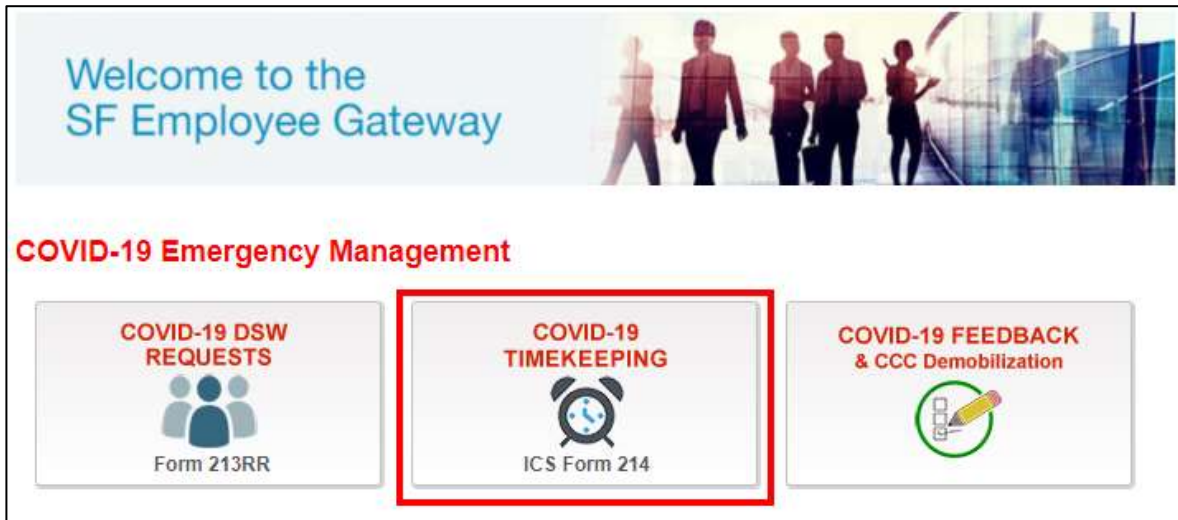 Welcome to the
SF Employee Gateway
COVID-19 Emergency Management
COVID-19 DSW
REQUESTS
Form 213RR
COVID-19
TIMEKEEPING
ICS Form 214
COVID-19 FEEDBACK
& CCC Demobilization